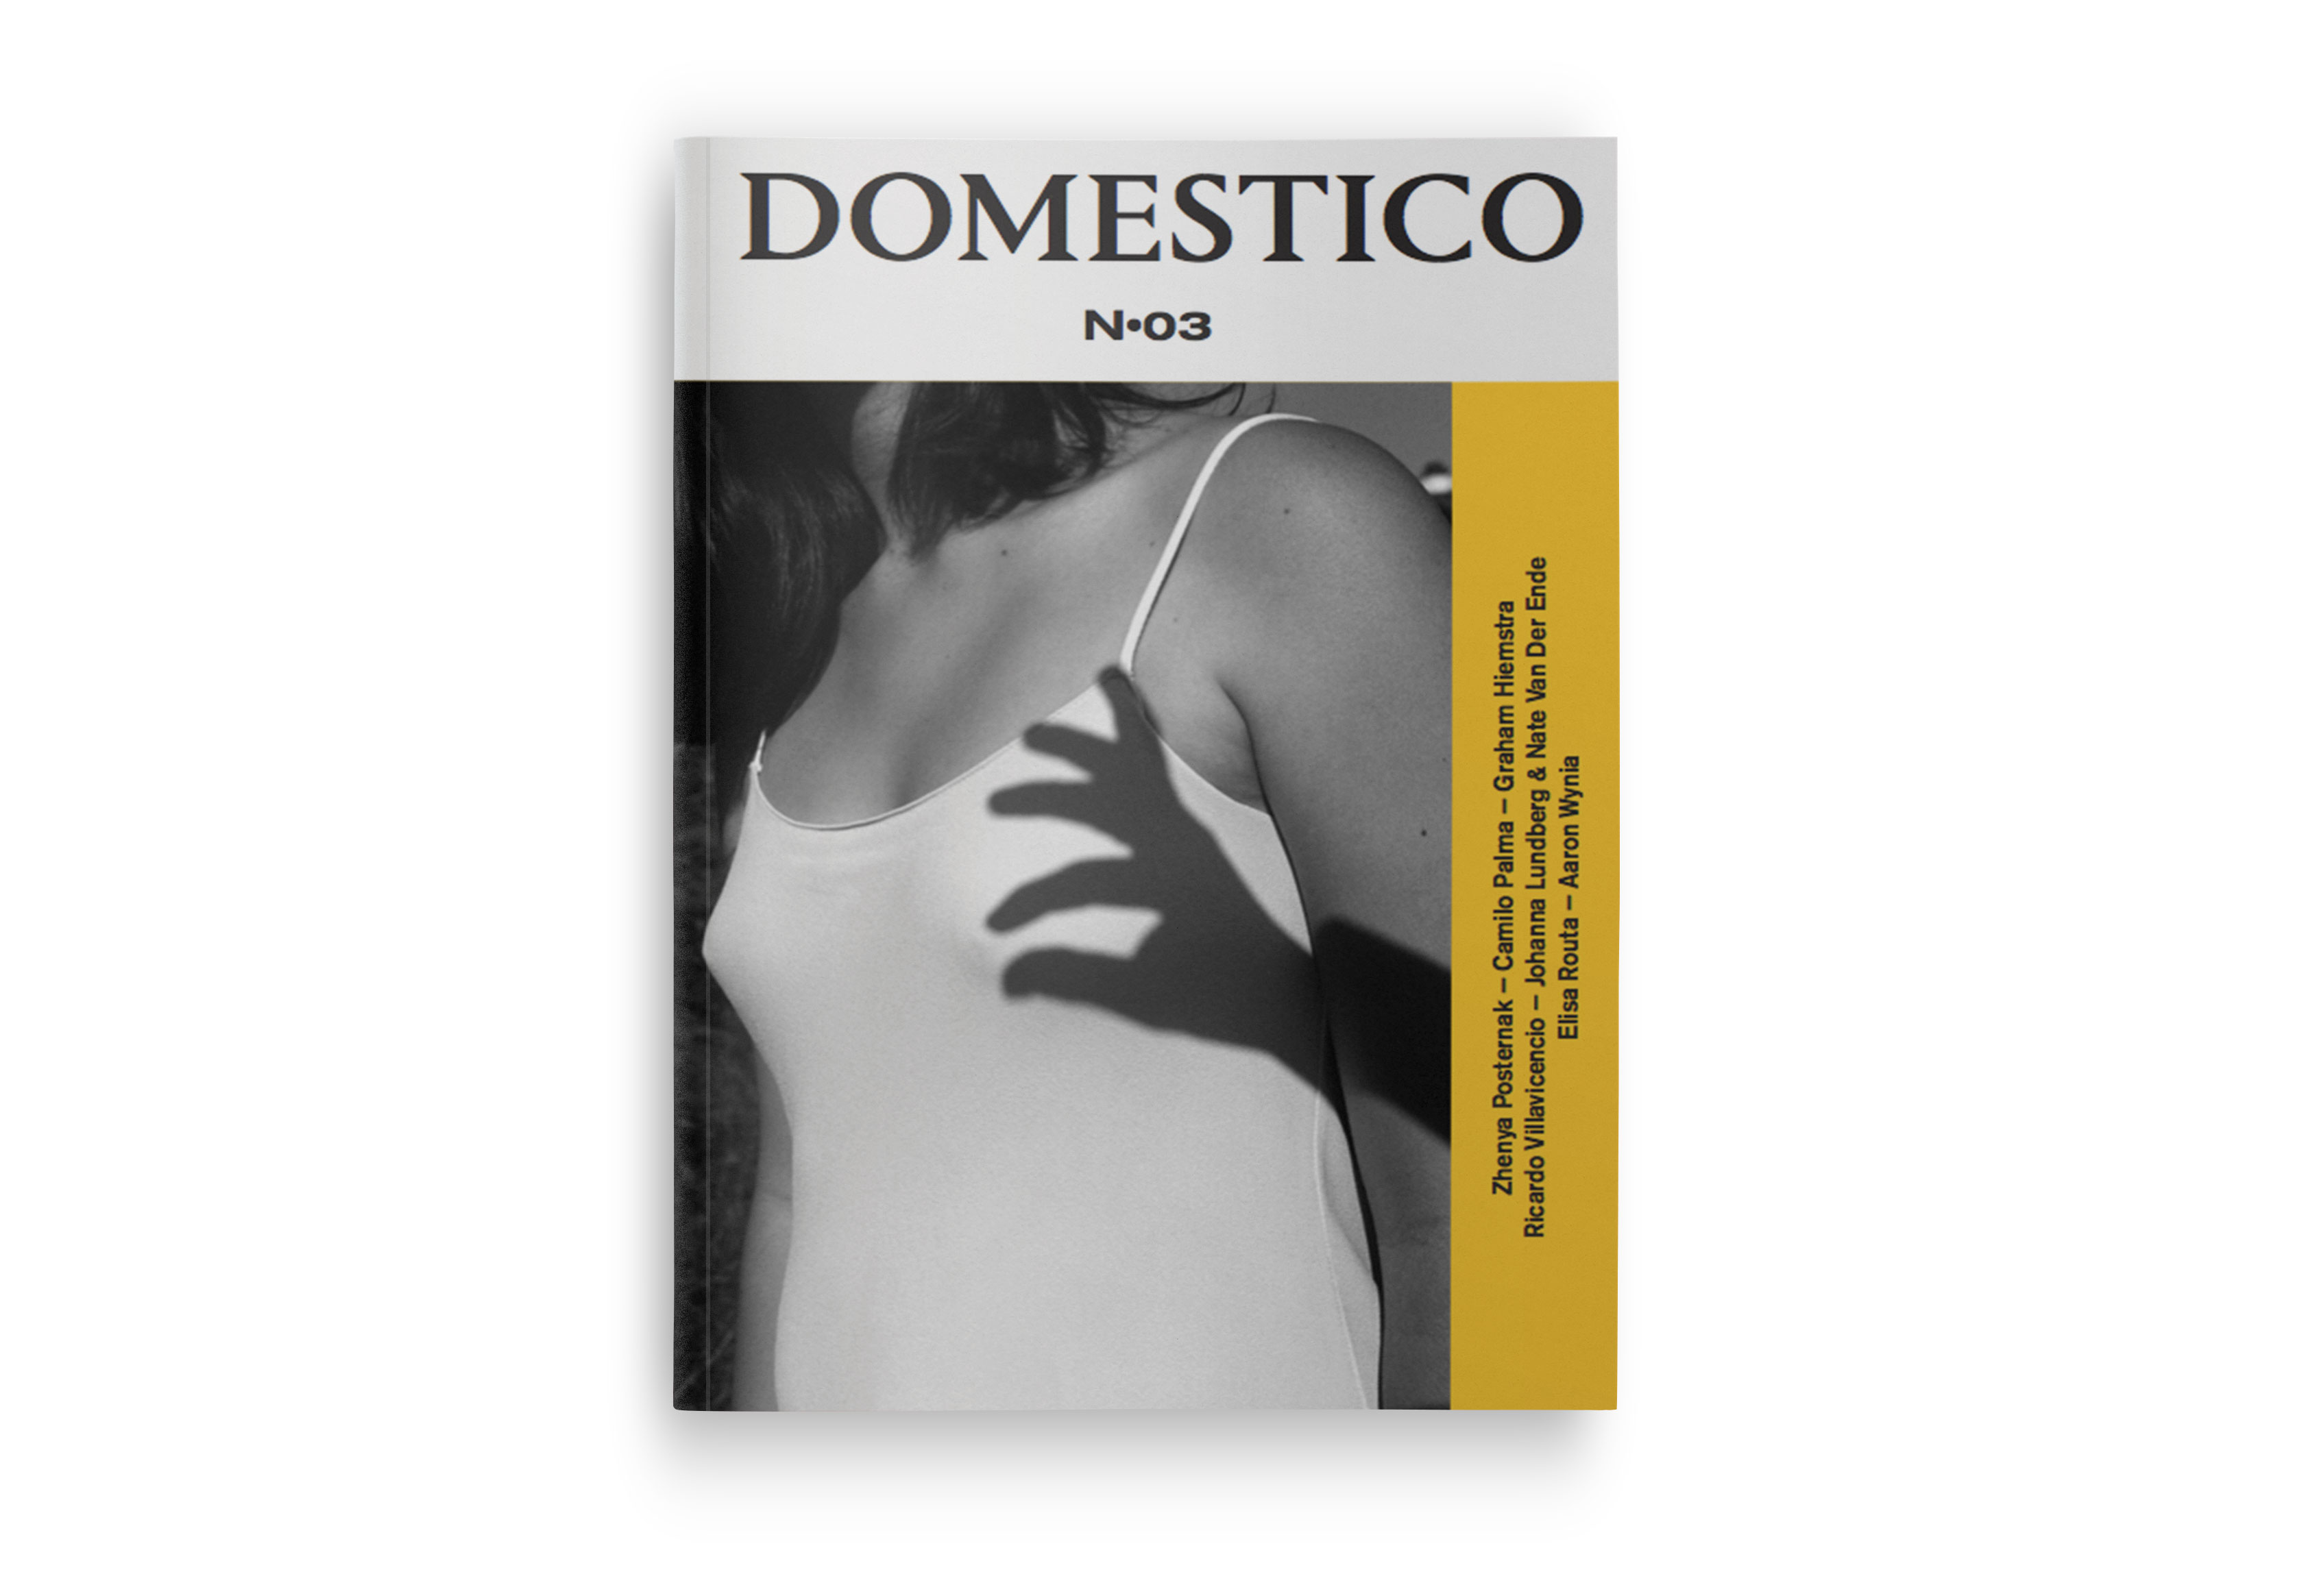 DOMESTICO
N•03
Zhenya Posternak – Camilo Palma – Graham Hiemstra
Ricardo Villavicencio – Johanna Lundberg & Nate Van Der Ende
Elisa Routa – Aaron Wynia